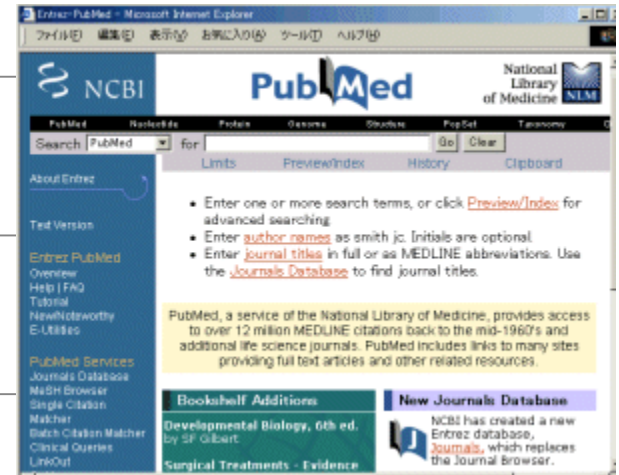 Entrez-PubMed - Microsoft Internet Explorer
ファイル(F) 編集(E) 表示(V) お気に入り(A) ツール(T) ヘルプ(H)
NCBI
PubMed
National
Library
of Medicine
NLM
PubMed Nucleotide Protein Genome Structure PopSet Taxonomy
Search PubMed for Go Clear
Limits Preview/Index History Clipboard
About Entrez
Text Version
Entrez PubMed
Overview
Help | FAQ
Tutorial
New/Noteworthy
E-Utilities
PubMed Services
Journals Database
MeSH Browser
Single Citation
Matcher
Batch Citation Matcher
Clinical Queries
LinkOut
• Enter one or more search terms, or click Preview/Index for
advanced searching.
• Enter author names as smith jc. Initials are optional.
• Enter journal titles in full or as MEDLINE abbreviations. Use
the Journals Database to find journal titles.
PubMed, a service of the National Library of Medicine, provides access
to over 12 million MEDLINE citations back to the mid-1960's and
additional life science journals. PubMed includes links to many sites
providing full text articles and other related resources.
Bookshelf Additions
Developmental Biology, 6th ed.
by SF Gilbert
Surgical Treatments - Evidence
New Journals Database
NCBI has created a new
Entrez database,
Journals, which replaces
the Journal Browser.